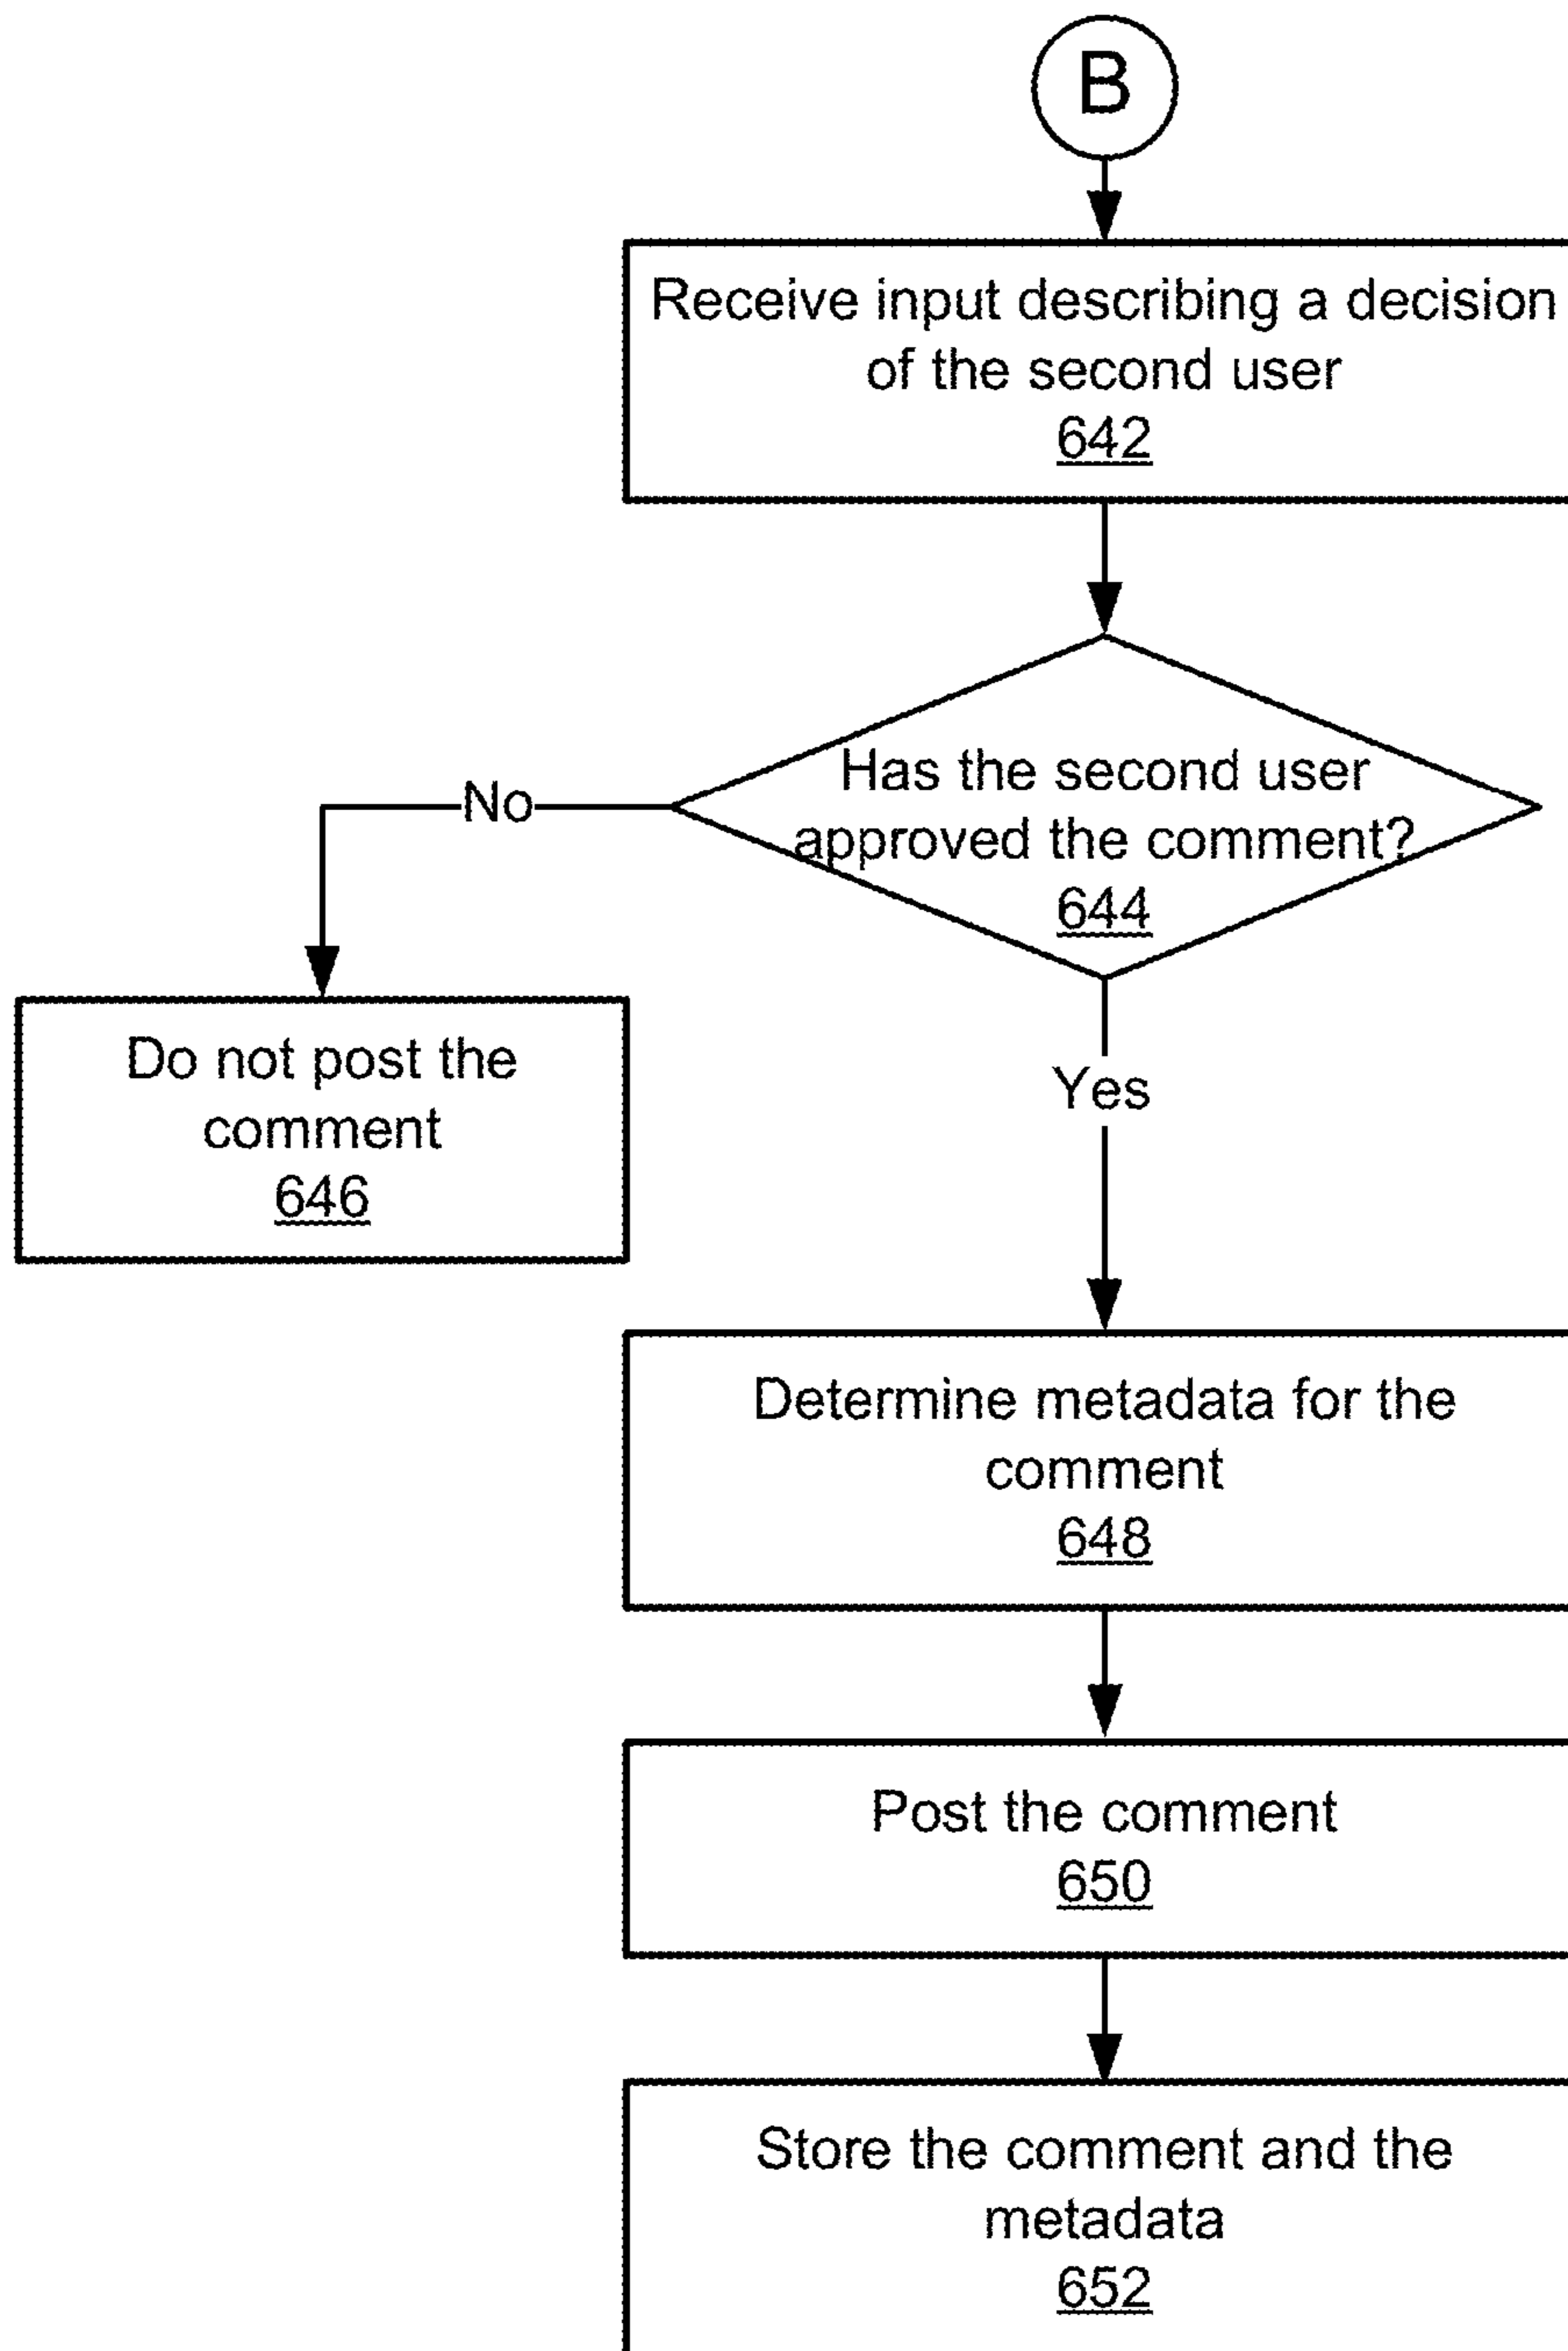 B
Receive input describing a decision
of the second user
642
Has the second user
approved the comment?
644
No
Do not post the
comment
646
Yes
Determine metadata for the
comment
648
Post the comment
650
Store the comment and the
metadata
652